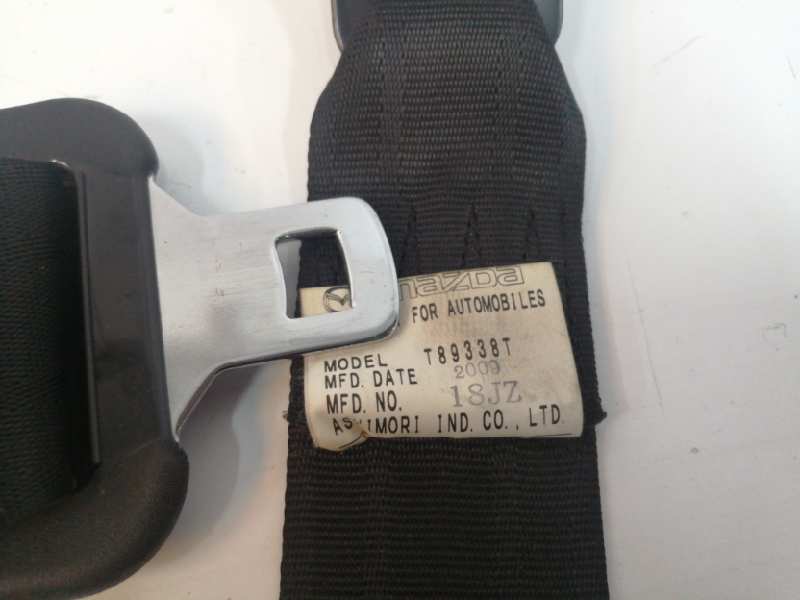 mazda
FOR AUTOMOBILES
MODEL T89338T
MFD. DATE 2009
MFD. NO. 18JZ
IND. CO., LTD.